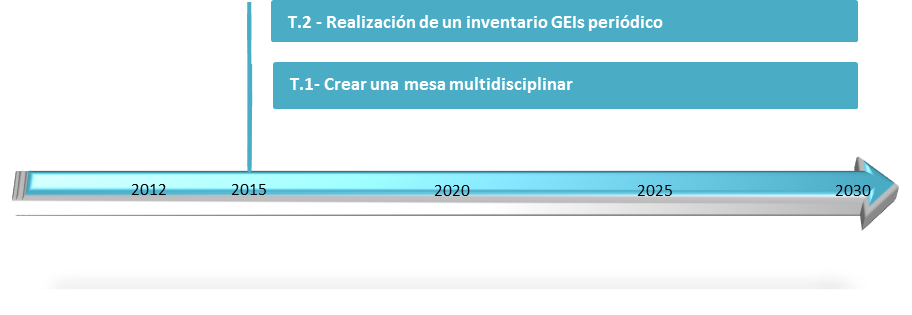 T.2 - Realización de un inventario GEIs periódico
T.1- Crear una mesa multidisciplinar
2012 2015 2020 2025 2030